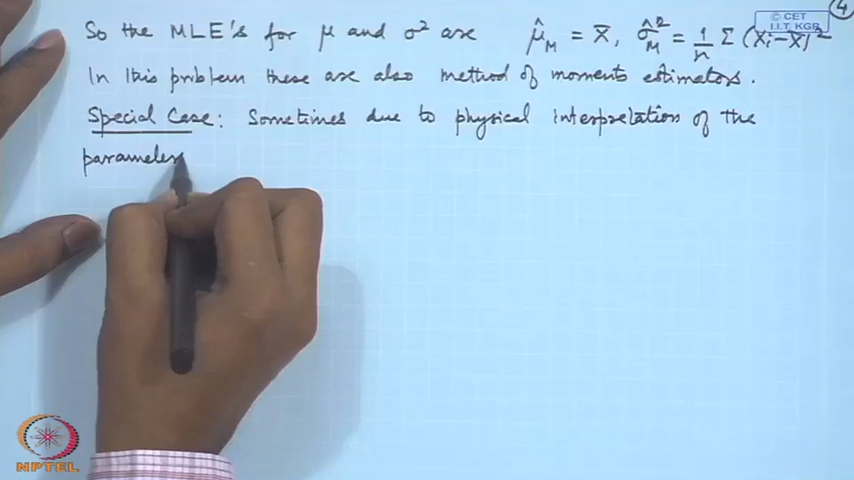 ④
© CET
I.I.T. KGP
So the MLE's for μ and σ² are μ̂_M = X̄, σ̂²_M = 1/n Σ (Xi − X̄)²
In this problem these are also method of moments estimators.
Special Case: Sometimes due to physical interpretation of the
parameters
NPTEL